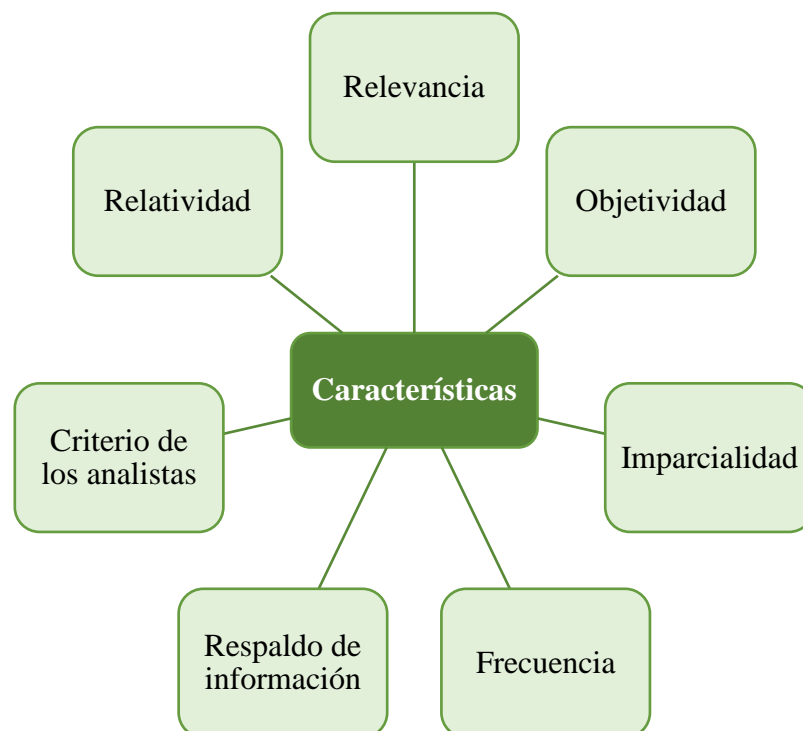 Relevancia
Relatividad
Objetividad
Características
Criterio de
los analistas
Imparcialidad
Respaldo de
información
Frecuencia